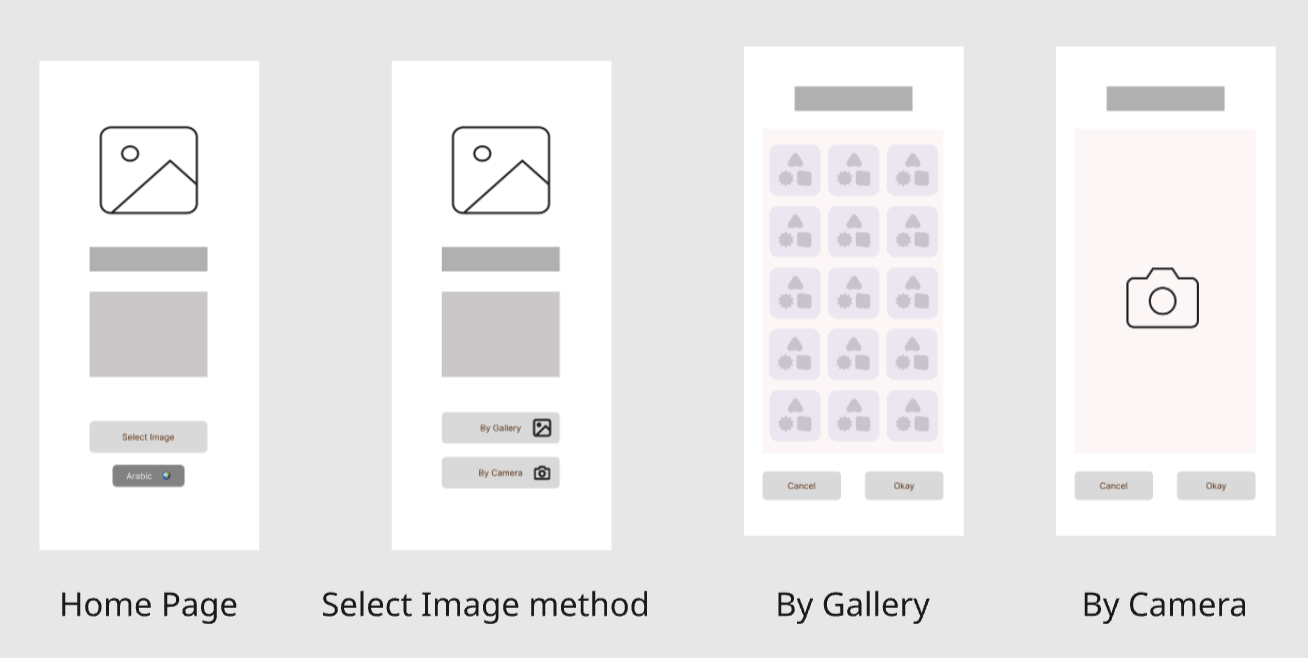 Select Image
Arabic
Home Page
By Gallery
By Camera
Select Image method
Cancel
Okay
By Gallery
Cancel
Okay
By Camera